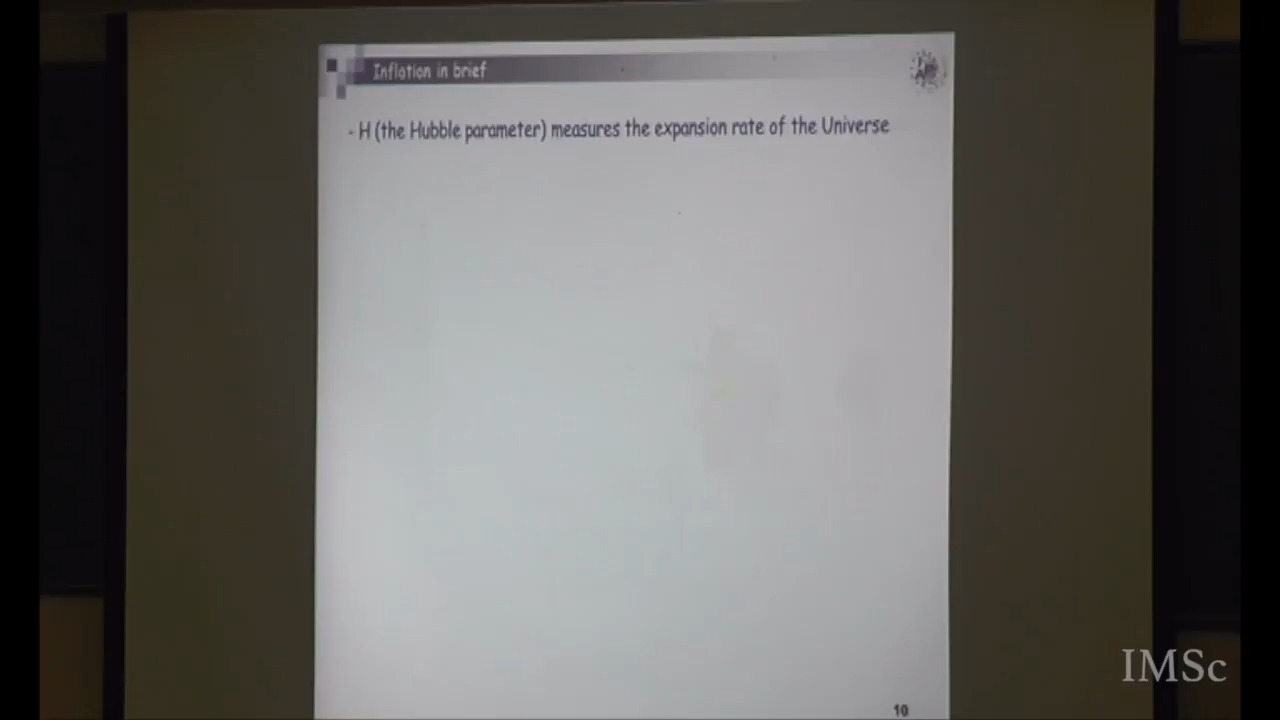 Inflation in brief
- H (the Hubble parameter) measures the expansion rate of the Universe
IMSc
10